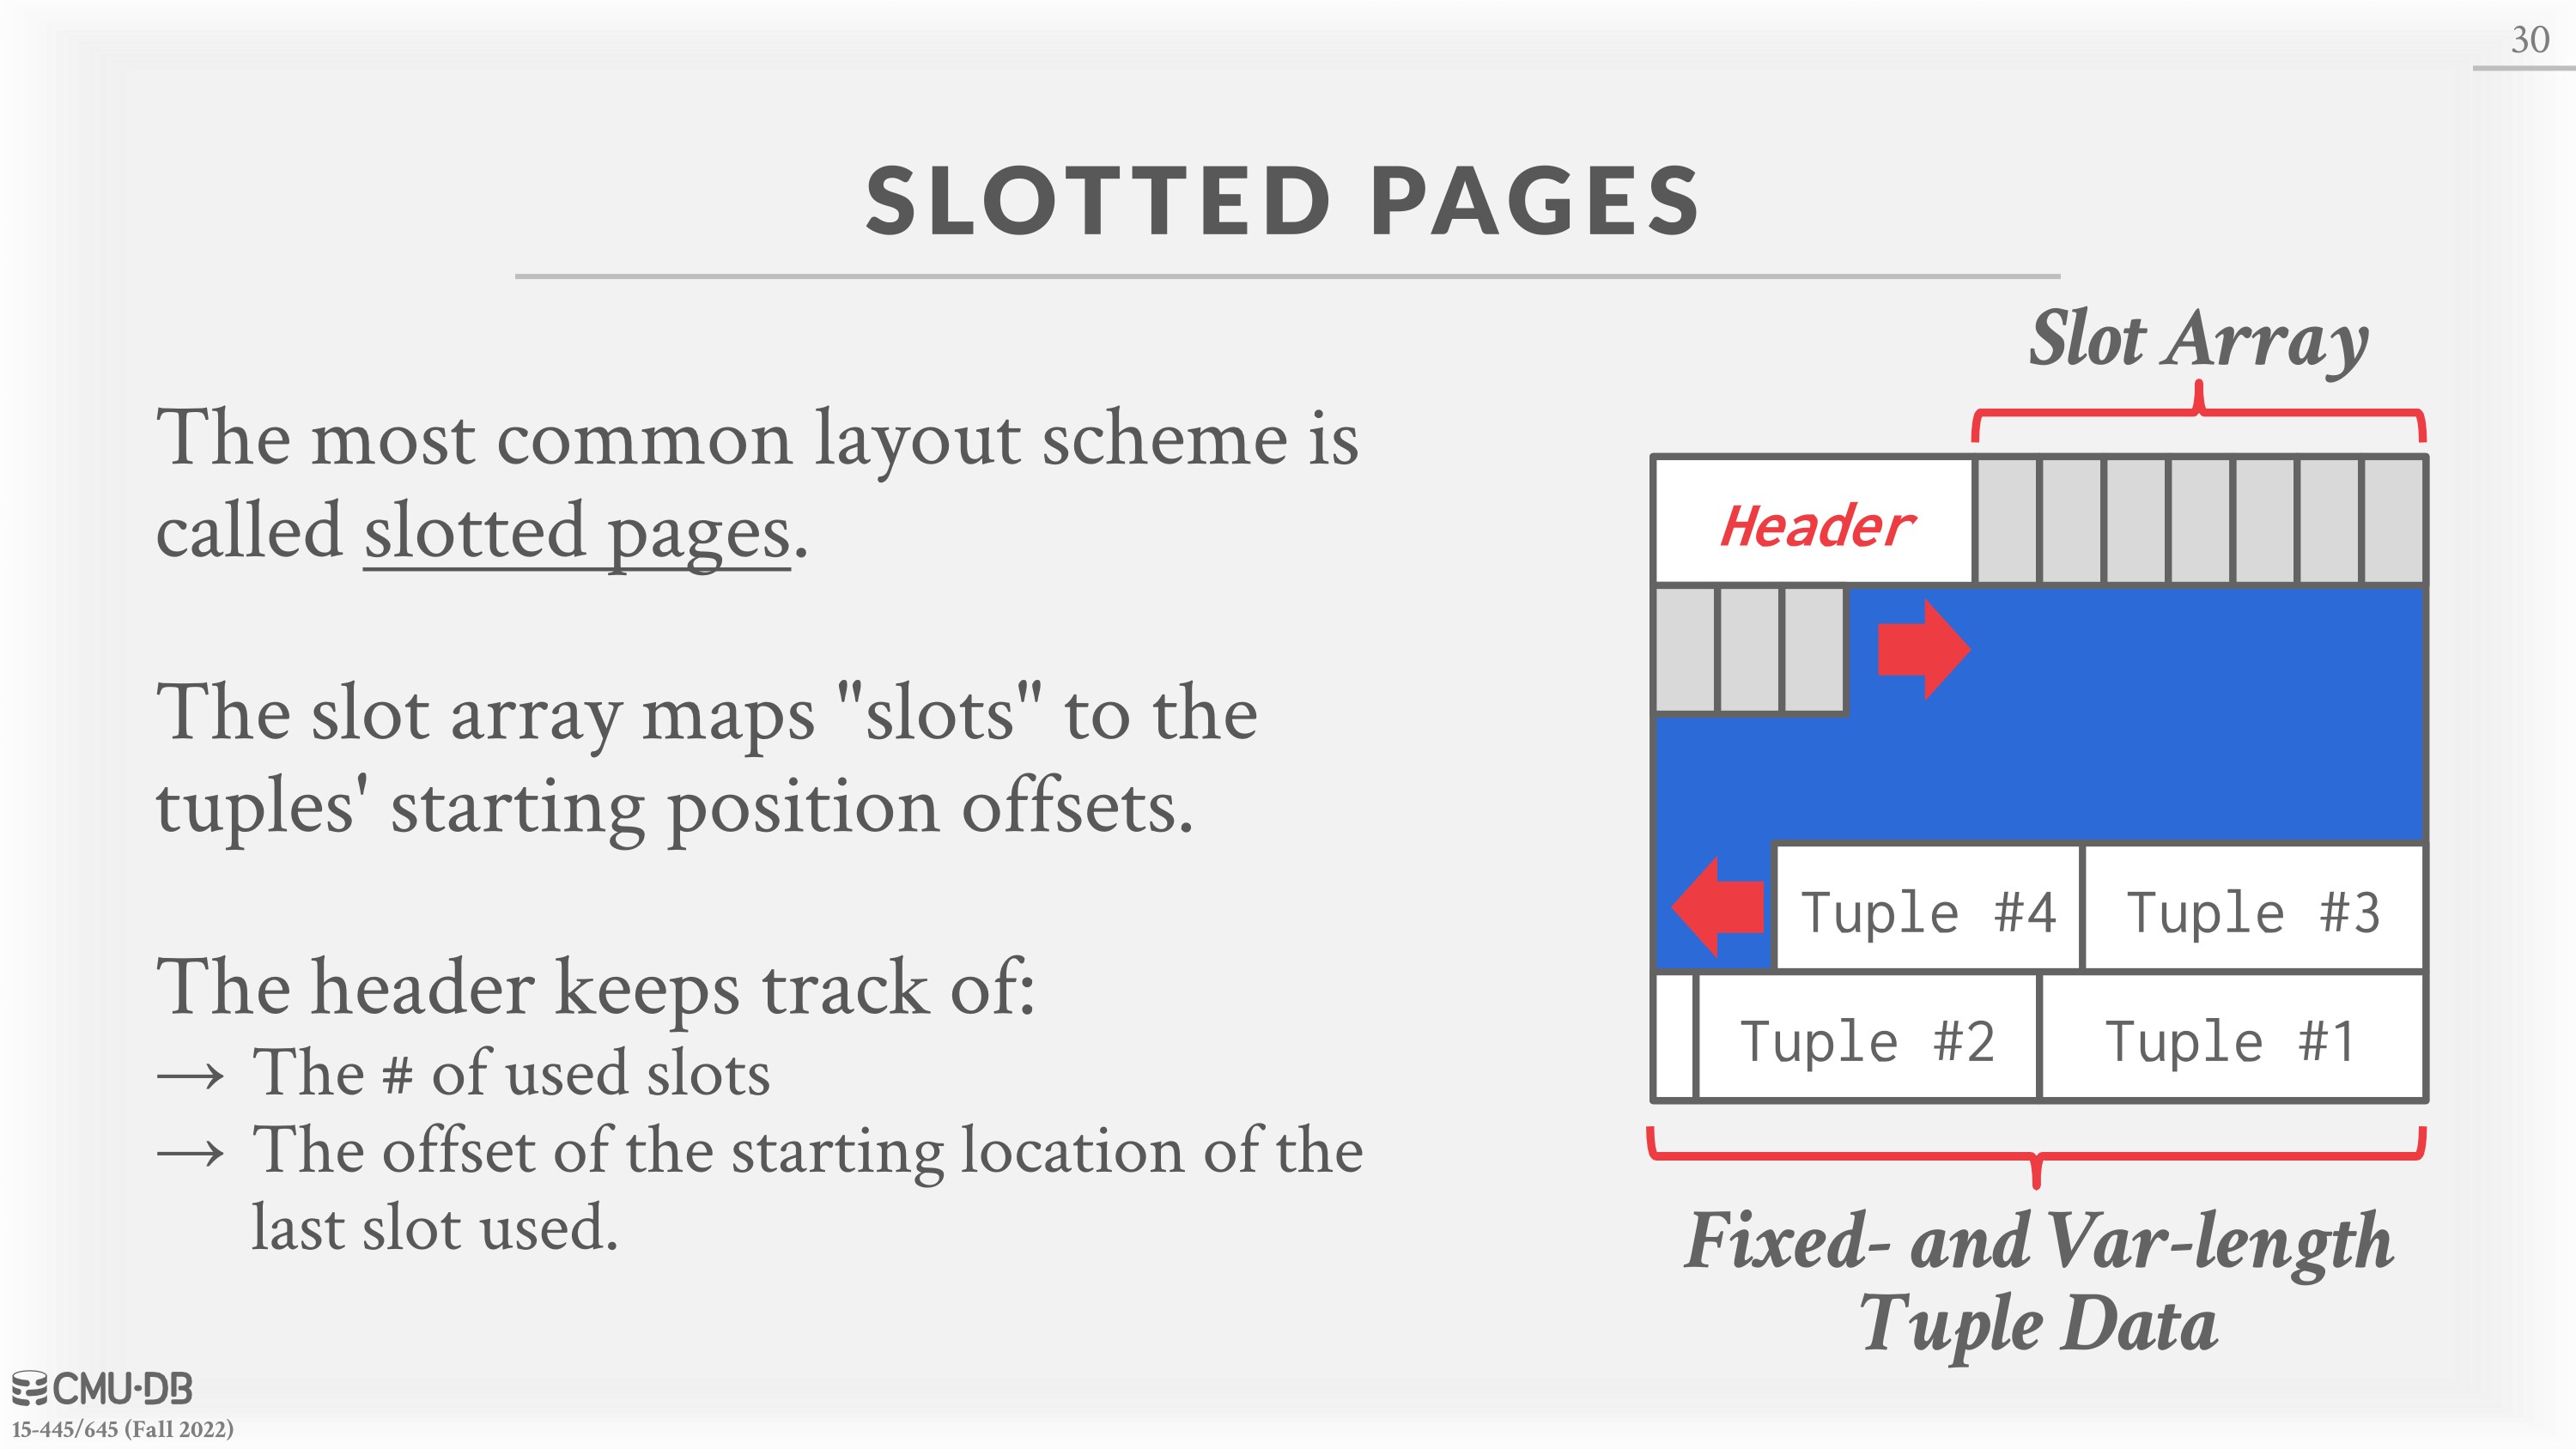 30
SLOTTED PAGES
The most common layout scheme is
called slotted pages.
The slot array maps "slots" to the
tuples' starting position offsets.
The header keeps track of:
→ The # of used slots
→ The offset of the starting location of the
last slot used.
Slot Array
Header
Tuple #4 Tuple #3
Tuple #2 Tuple #1
Fixed- and Var-length
Tuple Data
CMU·DB
15-445/645 (Fall 2022)